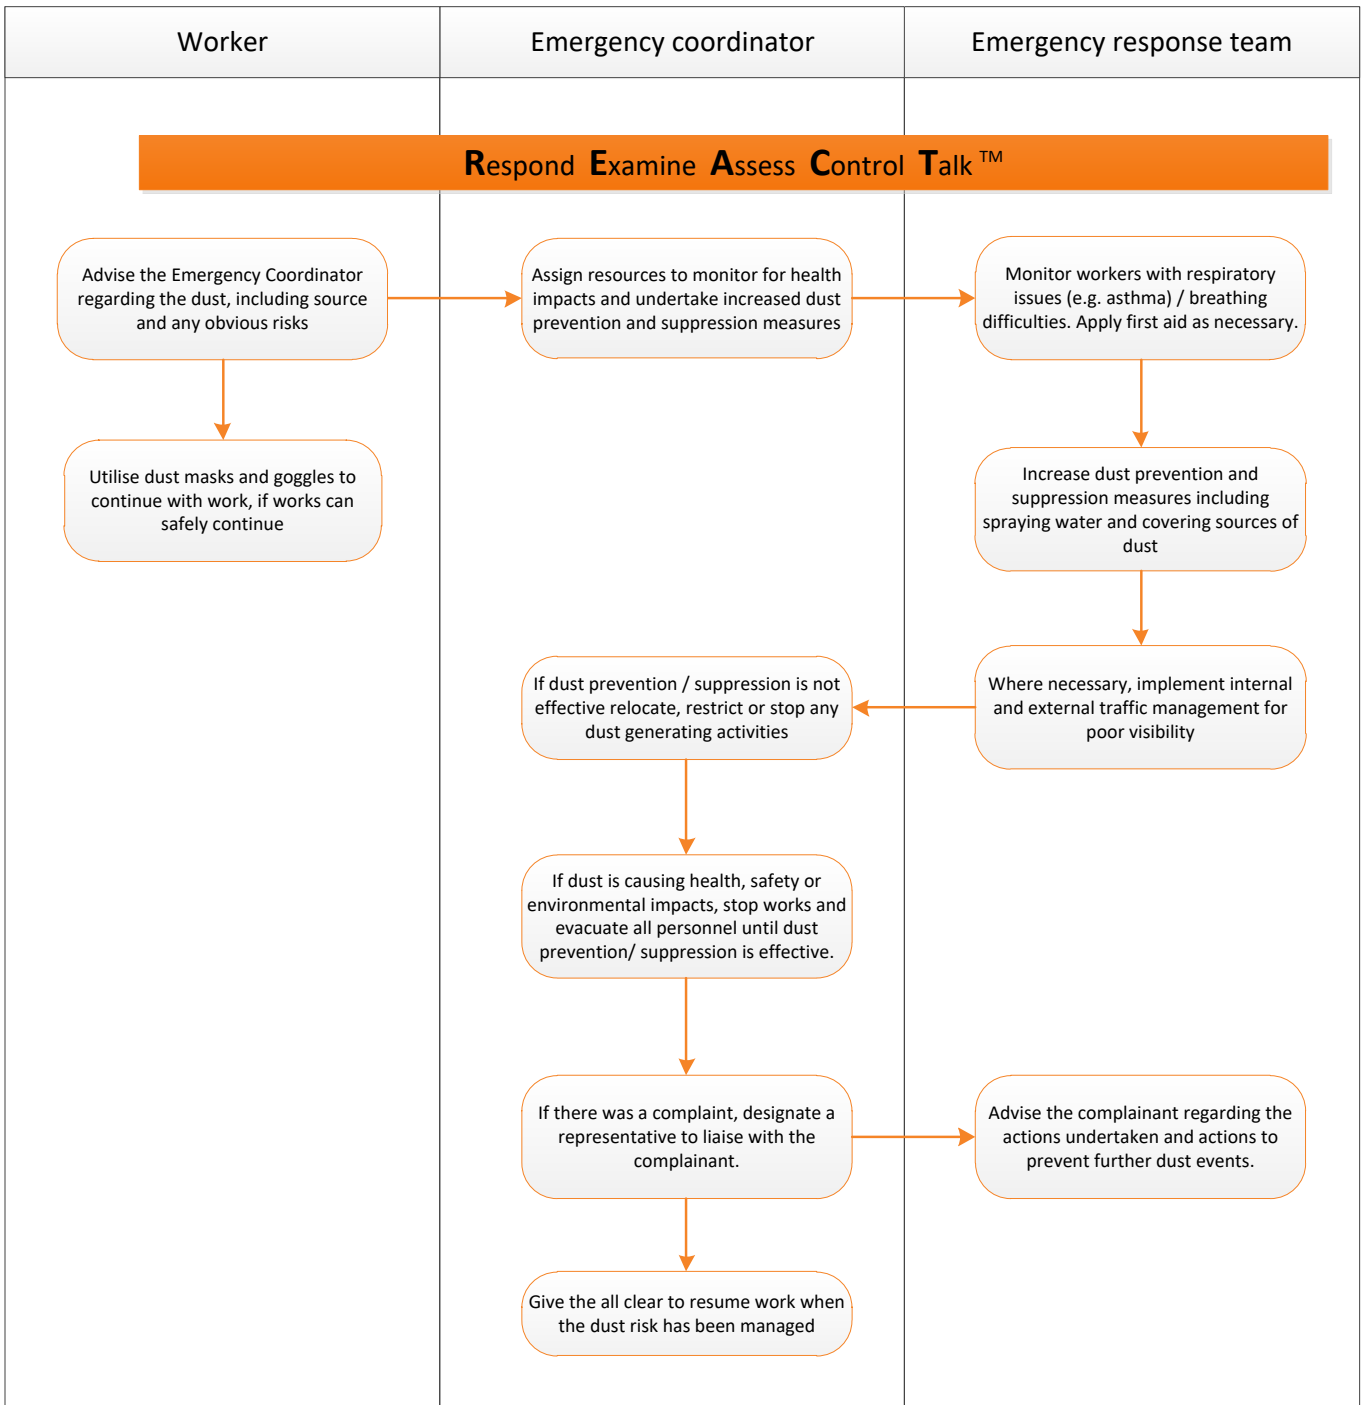 Worker
Emergency coordinator
Emergency response team
Respond Examine Assess Control Talk™
Advise the Emergency Coordinator
regarding the dust, including source
and any obvious risks
Assign resources to monitor for health
impacts and undertake increased dust
prevention and suppression measures
Monitor workers with respiratory
issues (e.g. asthma) / breathing
difficulties. Apply first aid as necessary.
Utilise dust masks and goggles to
continue with work, if works can
safely continue
Increase dust prevention and
suppression measures including
spraying water and covering sources of
dust
If dust prevention / suppression is not
effective relocate, restrict or stop any
dust generating activities
Where necessary, implement internal
and external traffic management for
poor visibility
If dust is causing health, safety or
environmental impacts, stop works and
evacuate all personnel until dust
prevention/ suppression is effective.
If there was a complaint, designate a
representative to liaise with the
complainant.
Advise the complainant regarding the
actions undertaken and actions to
prevent further dust events.
Give the all clear to resume work when
the dust risk has been managed